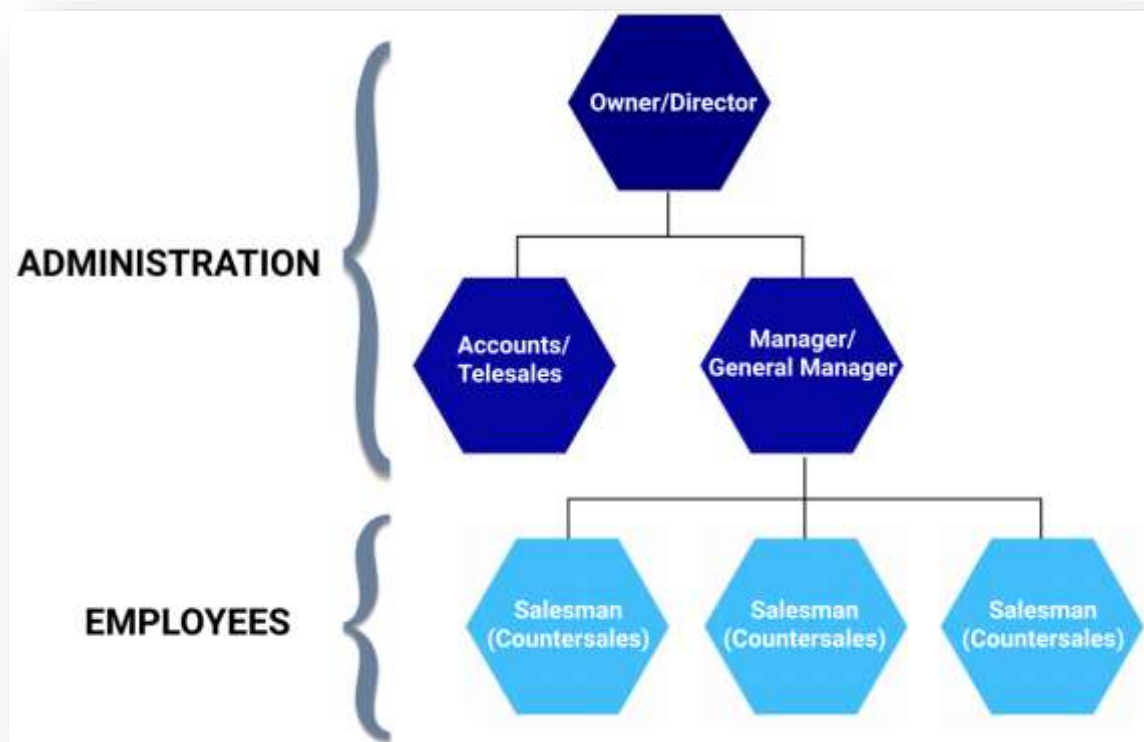 Owner/Director
ADMINISTRATION
Accounts/
Telesales
Manager/
General Manager
EMPLOYEES
Salesman
(Countersales)
Salesman
(Countersales)
Salesman
(Countersales)